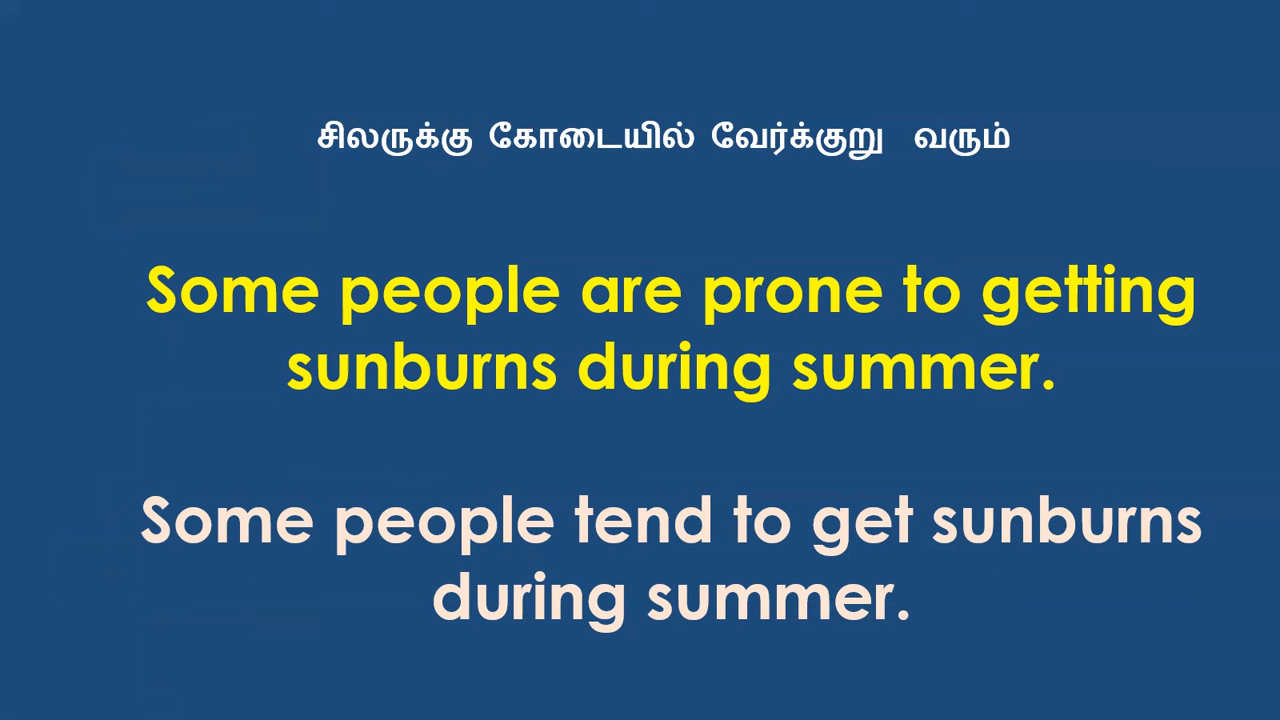 சிலருக்கு கோடையில் வேர்க்குறு வரும்
Some people are prone to getting
sunburns during summer.
Some people tend to get sunburns
during summer.